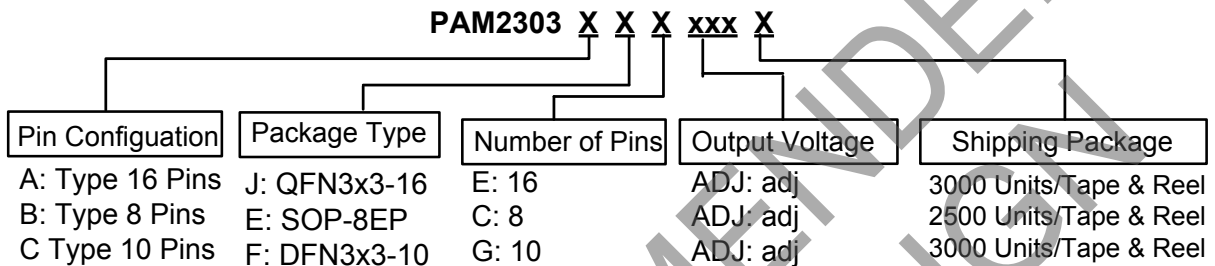 PAM2303 X X X xxx X
Pin Configuation
Package Type
Number of Pins
Output Voltage
Shipping Package
A: Type 16 Pins
J: QFN3x3-16
E: 16
ADJ: adj
3000 Units/Tape & Reel
B: Type 8 Pins
E: SOP-8EP
C: 8
ADJ: adj
2500 Units/Tape & Reel
C Type 10 Pins
F: DFN3x3-10
G: 10
ADJ: adj
3000 Units/Tape & Reel